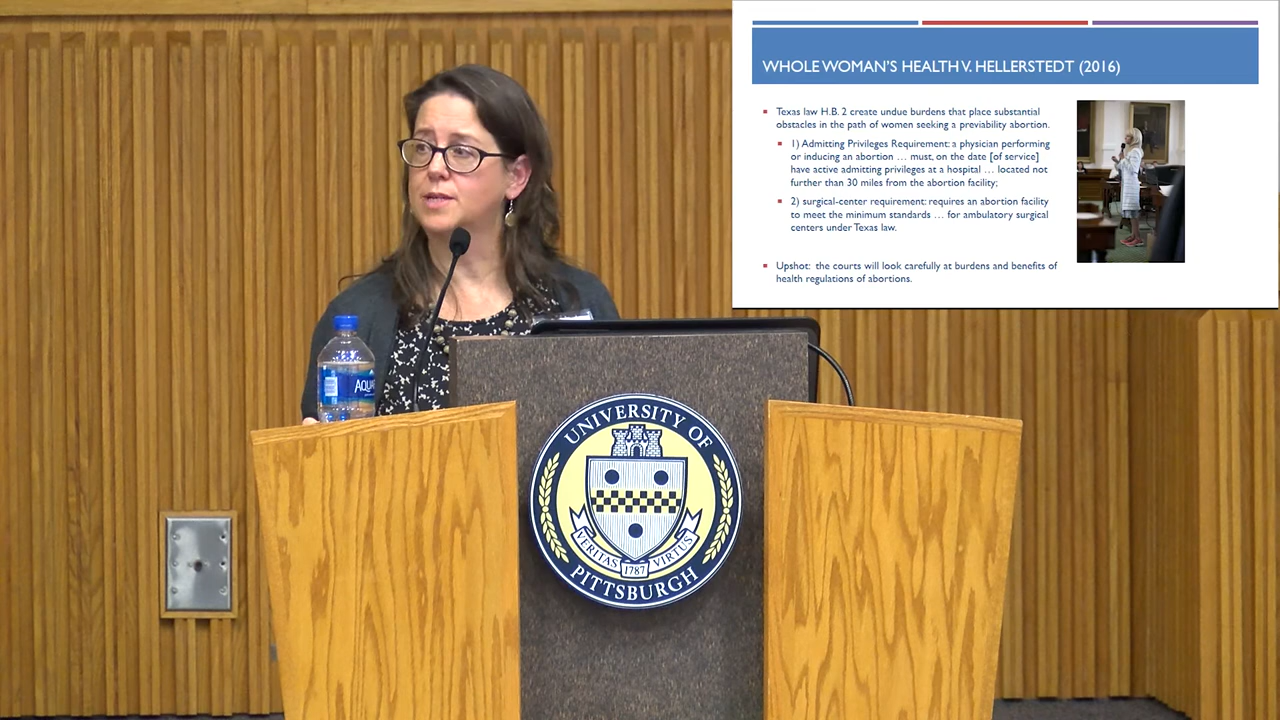 WHOLE WOMAN'S HEALTH V. HELLERSTEDT (2016)
Texas law H.B. 2 create undue burdens that place substantial
obstacles in the path of women seeking a previability abortion.
1) Admitting Privileges Requirement: a physician performing
or inducing an abortion … must, on the date [of service]
have active admitting privileges at a hospital … located not
further than 30 miles from the abortion facility;
2) surgical-center requirement: requires an abortion facility
to meet the minimum standards … for ambulatory surgical
centers under Texas law.
Upshot: the courts will look carefully at burdens and benefits of
health regulations of abortions.
AQUA
UNIVERSITY OF
VERITAS 1787 VIRTUS
PITTSBURGH